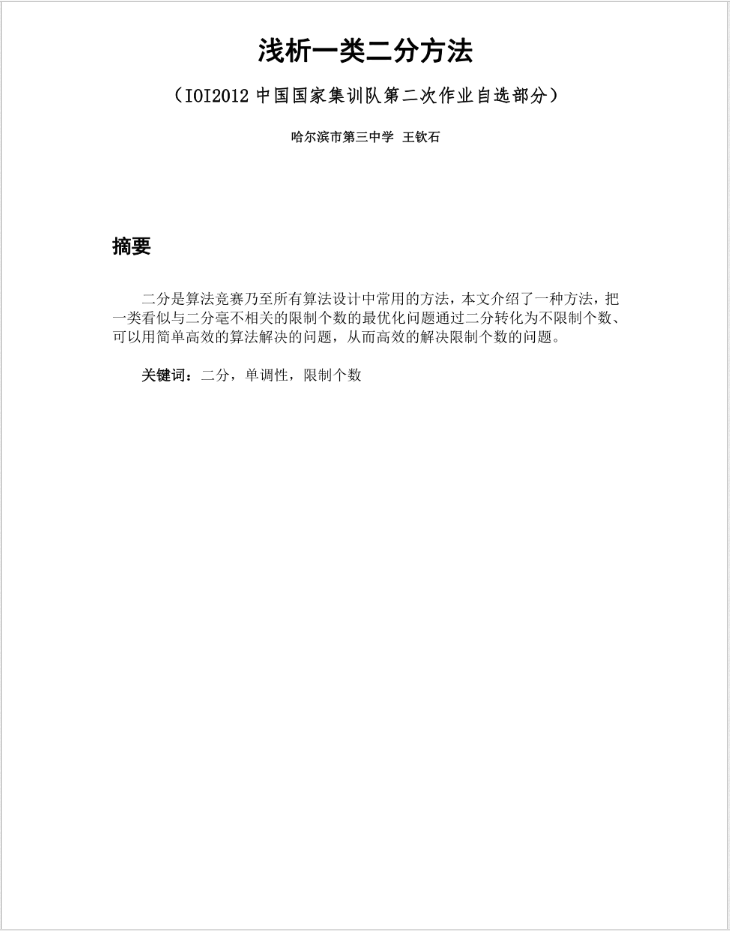 浅析一类二分方法
（IOI2012 中国国家集训队第二次作业自选部分）
哈尔滨市第三中学 王钦石
摘要
二分是算法竞赛乃至所有算法设计中常用的方法，本文介绍了一种方法，把
一类看似与二分毫不相关的限制个数的最优化问题通过二分转化为不限制个数、
可以用简单高效的算法解决的问题，从而高效的解决限制个数的问题。
关键词：二分，单调性，限制个数